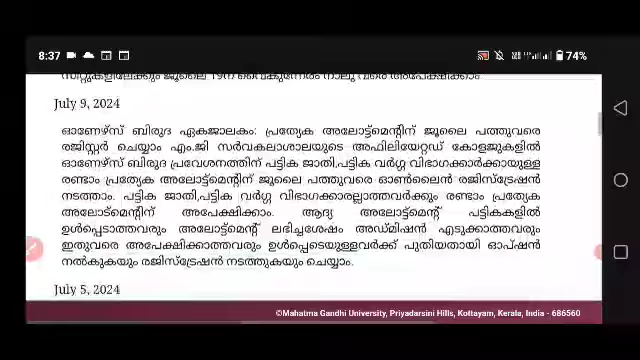 8:37
74%
സീറ്റുകളിലേക്കും ജൂലൈ 19ന് വൈകുന്നേരം നാലു വരെ അപേക്ഷിക്കാം
July 9, 2024
ഓണേഴ്സ് ബിരുദ ഏകജാലകം: പ്രത്യേക അലോട്ട്മെന്റിന് ജൂലൈ പത്തുവരെ
രജിസ്റ്റർ ചെയ്യാം എം.ജി സർവകലാശാലയുടെ അഫിലിയേറ്റഡ് കോളജുകളിൽ
ഓണേഴ്സ് ബിരുദ പ്രവേശനത്തിന് പട്ടിക ജാതി,പട്ടിക വർഗ്ഗ വിഭാഗക്കാർക്കായുള്ള
രണ്ടാം പ്രത്യേക അലോട്ട്മെന്റിന് ജൂലൈ പത്തുവരെ ഓൺലൈൻ രജിസ്ട്രേഷൻ
നടത്താം. പട്ടിക ജാതി,പട്ടിക വർഗ്ഗ വിഭാഗക്കാരല്ലാത്തവർക്കും രണ്ടാം പ്രത്യേക
അലോട്മെന്റിന് അപേക്ഷിക്കാം. ആദ്യ അലോട്ട്മെന്റ് പട്ടികകളിൽ
ഉൾപ്പെടാത്തവരും അലോട്ട്മെന്റ് ലഭിച്ചശേഷം അഡ്മിഷൻ എടുക്കാത്തവരും
ഇതുവരെ അപേക്ഷിക്കാത്തവരും ഉൾപ്പെടെയുള്ളവർക്ക് പുതിയതായി ഓപ്ഷൻ
നൽകുകയും രജിസ്ട്രേഷൻ നടത്തുകയും ചെയ്യാം.
July 5, 2024
©Mahatma Gandhi University, Priyadarsini Hills, Kottayam, Kerala, India - 686560